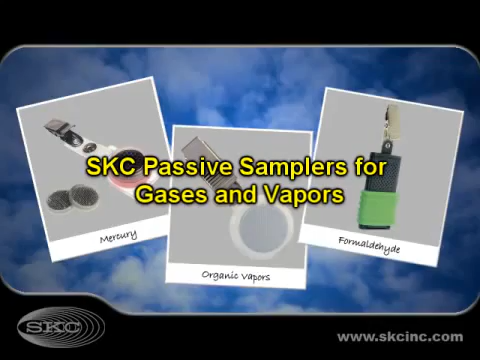 SKC Passive Samplers for
Gases and Vapors
Mercury
Organic Vapors
Formaldehyde
SKC
www.skcinc.com